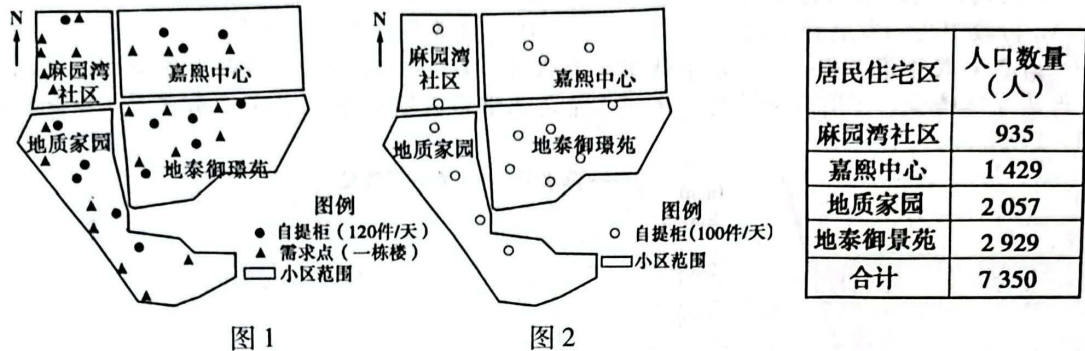 N
麻园湾
社区
嘉熙中心
地质家园
地泰御璟苑
图例
自提柜（120件/天）
需求点（一栋楼）
小区范围
图1
N
麻园湾
社区
嘉熙中心
地质家园
地泰御璟苑
图例
自提柜(100件/天)
小区范围
图2
居民住宅区 人口数量（人）
麻园湾社区 935
嘉熙中心 1 429
地质家园 2 057
地泰御景苑 2 929
合计 7 350